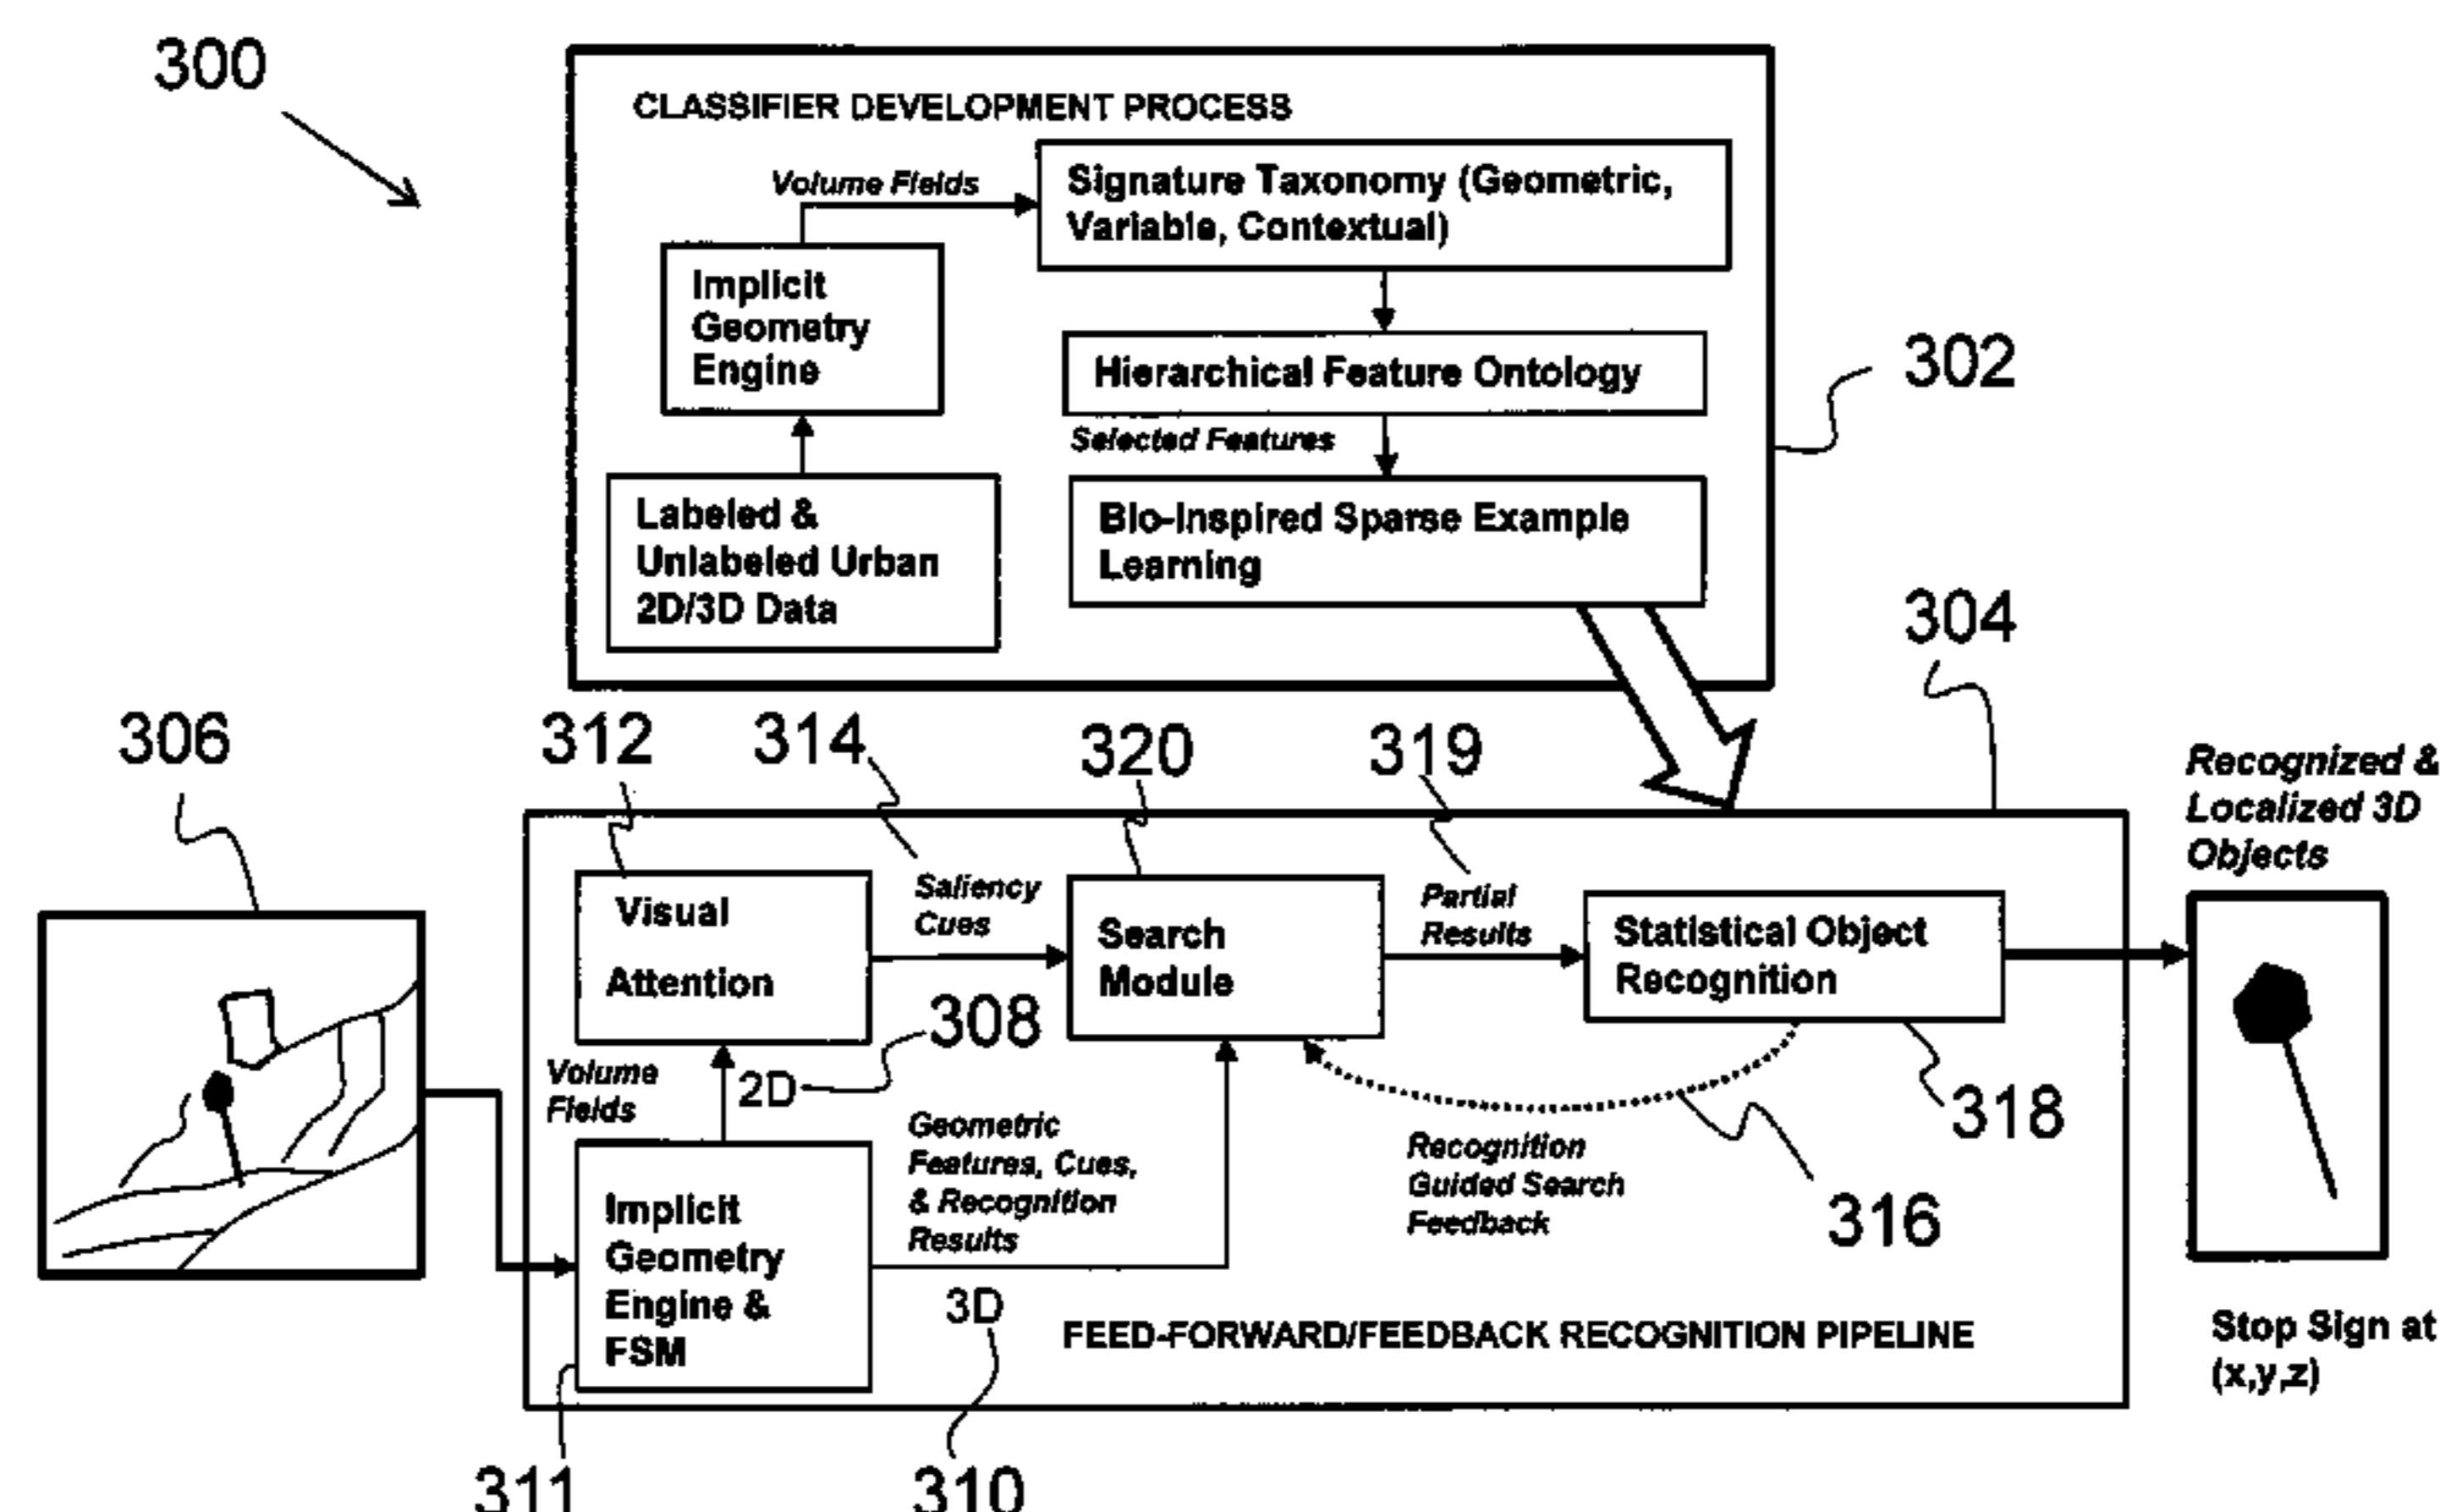 300
CLASSIFIER DEVELOPMENT PROCESS
Volume Fields
Signature Taxonomy (Geometric,
Variable, Contextual)
Implicit
Geometry
Engine
Hierarchical Feature Ontology
302
Selected Features
Labeled &
Unlabeled Urban
2D/3D Data
Bio-Inspired Sparse Example
Learning
304
306
312
314
320
319
Recognized &
Localized 3D
Objects
Visual
Attention
Saliency
Cues
Search
Module
Partial
Results
Statistical Object
Recognition
308
Volume
Fields
2D
318
Geometric
Features, Cues,
& Recognition
Results
Recognition
Guided Search
Feedback
316
Implicit
Geometry
Engine &
FSM
3D
FEED-FORWARD/FEEDBACK RECOGNITION PIPELINE
Stop Sign at
(x,y,z)
311
310